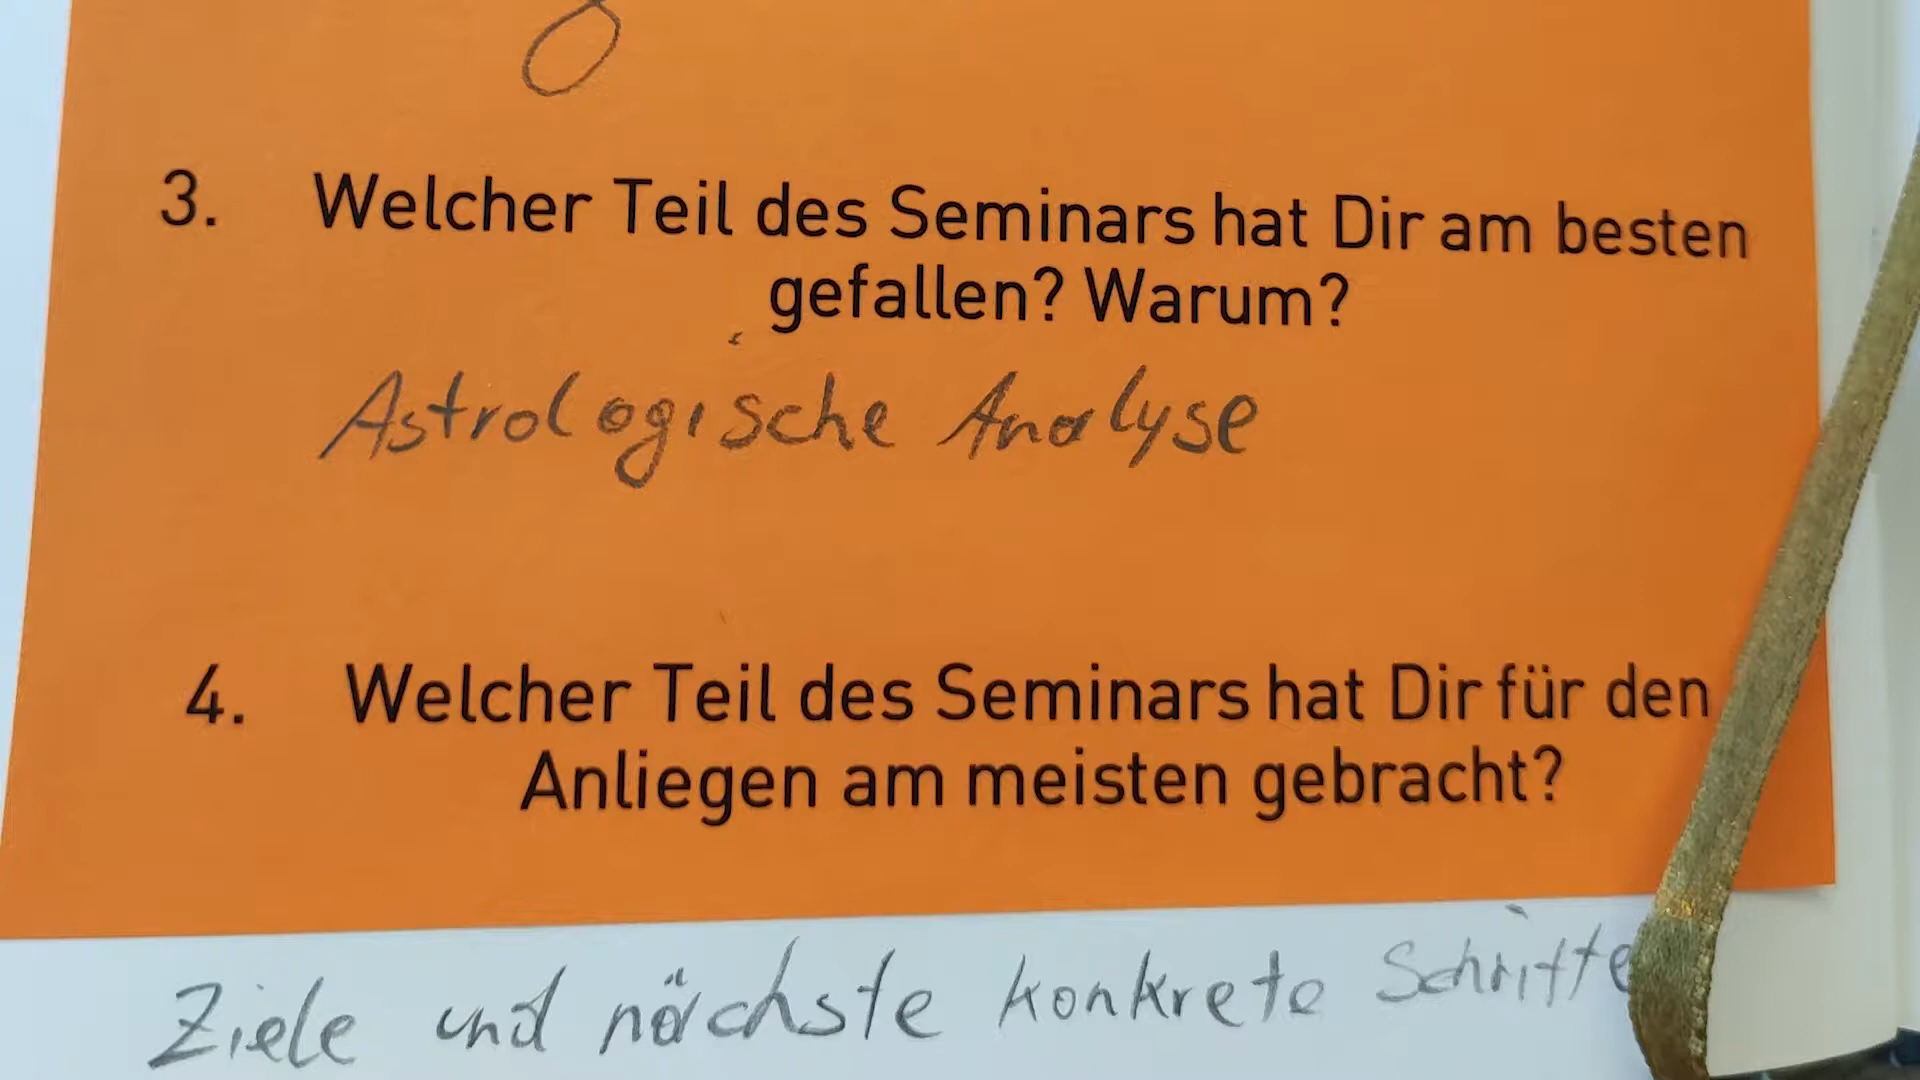 3. Welcher Teil des Seminars hat Dir am besten
gefallen? Warum?
Astrologische Analyse
4. Welcher Teil des Seminars hat Dir für den
Anliegen am meisten gebracht?
Ziele und nächste konkrete Schritte